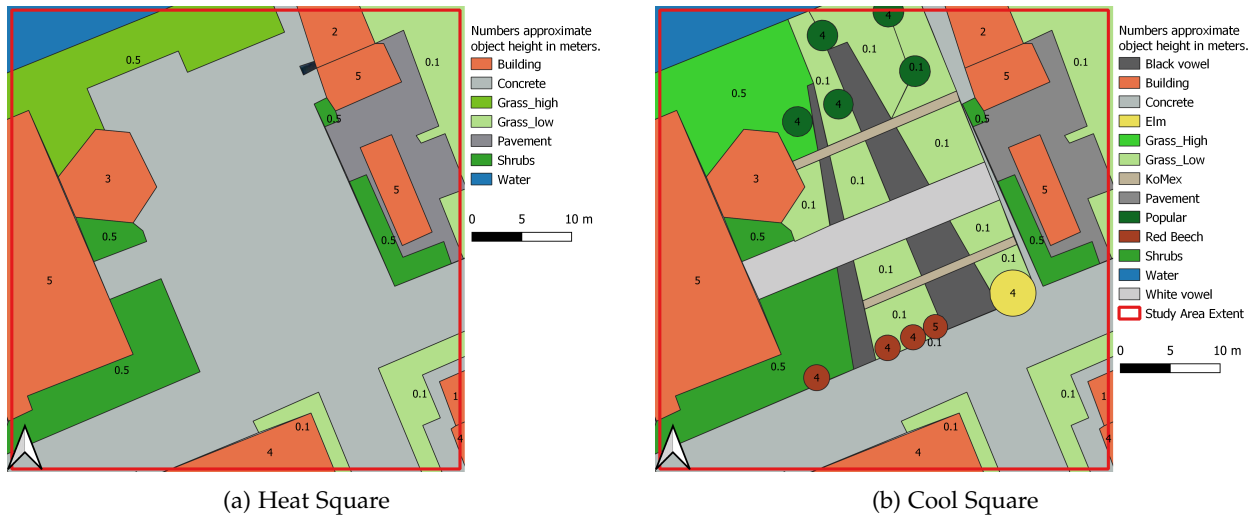 Numbers approximate
object height in meters.
Building
Concrete
Grass_high
Grass_low
Pavement
Shrubs
Water
0 5 10 m
2
0.5
5
0.1
0.5
3
5
0.5
0.5
5
0.5
0.1
0.1
4
1
4
(a) Heat Square
Numbers approximate
object height in meters.
Black vowel
Building
Concrete
Elm
Grass_High
Grass_Low
KoMex
Pavement
Popular
Red Beech
Shrubs
Water
White vowel
Study Area Extent
0 5 10 m
4
4
2
0.1
0.1
5
0.1
0.5
4
4
0.5
0.1
3
0.1
5
0.1
0.5
0.1
0.5
0.1
0.1
5
4
0.1
5
4
4
0.1
0.5
4
0.1
0.1
4
1
4
(b) Cool Square